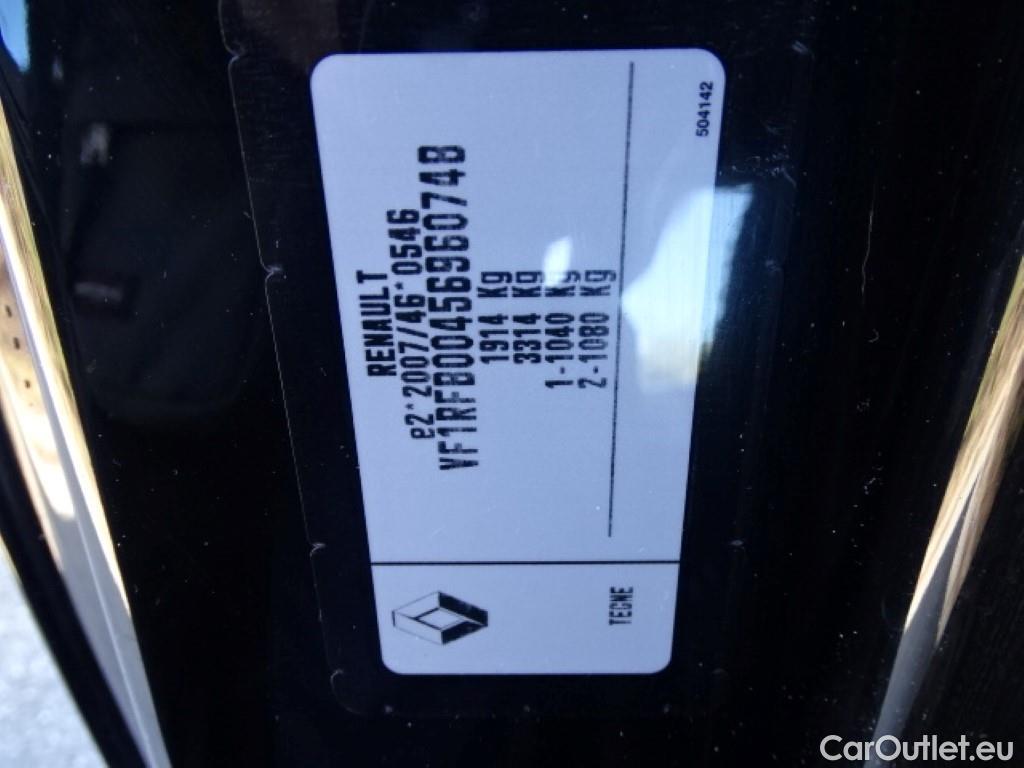 RENAULT
e2*2007/46*0546
VF1RFB00456960748
1914 Kg
3314 Kg
1-1040 Kg
2-1080 Kg
504142
TECNE
CarOutlet.eu